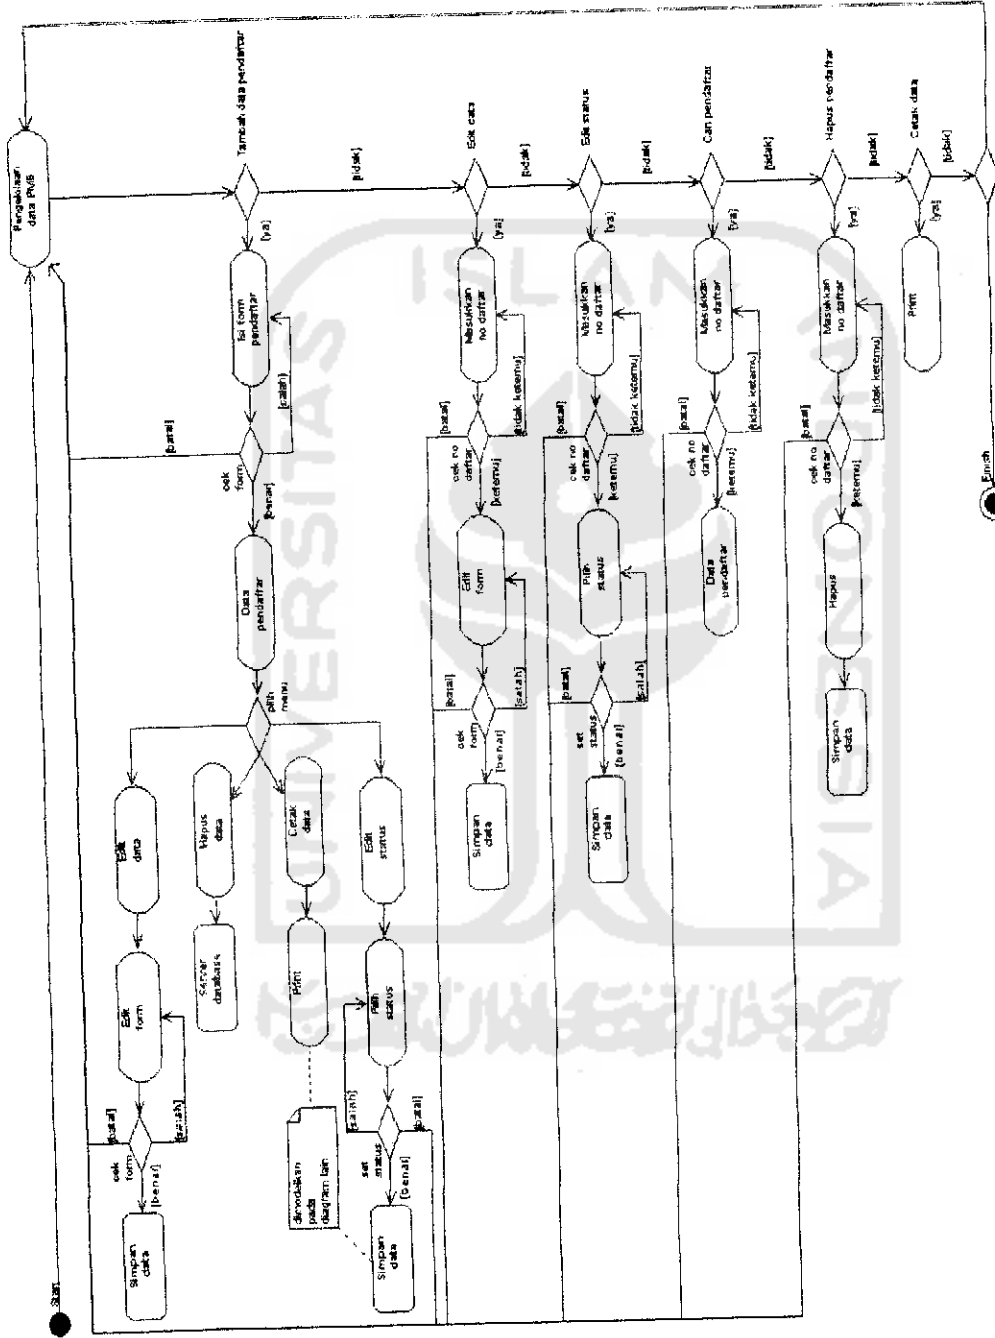 Start
Pengelolaan
data PMB
Tambah data pendaftar
[ya]
[tidak]
Isi form
pendaftar
[salah]
[batal]
cek
form
[benar]
Data
pendaftar
pilih
menu
Edit
data
Edit
form
[salah]
[batal]
cek
form
[benar]
Simpan
data
Hapus
data
Server
database
Cetak
data
Print
dimodelkan
pada
diagram lain
Edit
status
Pilih
status
[salah]
[batal]
set
status
[benar]
Simpan
data
Edit data
[ya]
[tidak]
Masukkan
no daftar
[tidak ketemu]
[batal]
cek no
daftar
[ketemu]
Edit
form
[salah]
[batal]
cek
form
[benar]
Simpan
data
Edit status
[ya]
[tidak]
Masukkan
no daftar
[tidak ketemu]
[batal]
cek no
daftar
[ketemu]
Pilih
status
[salah]
[batal]
set
status
[benar]
Simpan
data
Cari pendaftar
[ya]
[tidak]
Masukkan
no daftar
[tidak ketemu]
[batal]
cek no
daftar
[ketemu]
Data
pendaftar
Hapus pendaftar
[ya]
[tidak]
Masukkan
no daftar
[tidak ketemu]
[batal]
cek no
daftar
[ketemu]
Hapus
Simpan
data
Cetak data
[ya]
[tidak]
Print
Finish
UNIVERSITAS
ISLAM
INDONESIA